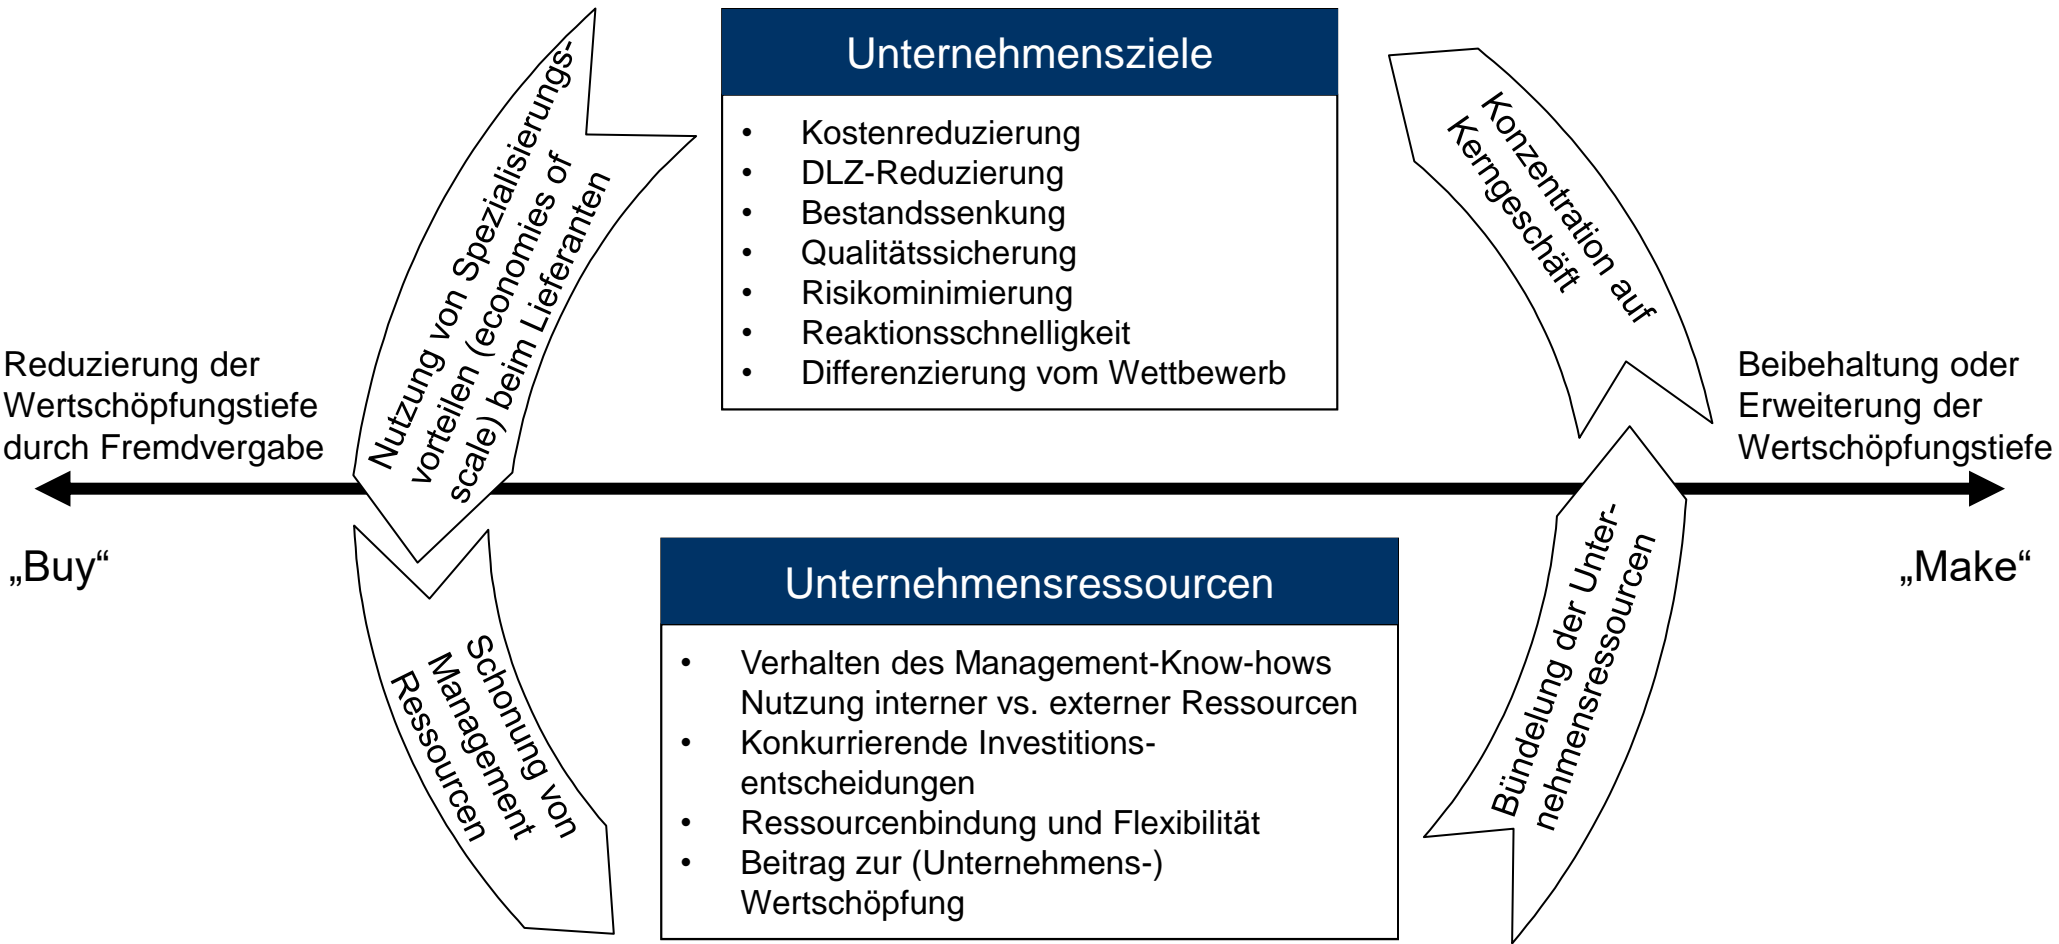 Unternehmensziele
• Kostenreduzierung
• DLZ-Reduzierung
• Bestandssenkung
• Qualitätssicherung
• Risikominimierung
• Reaktionsschnelligkeit
• Differenzierung vom Wettbewerb
Nutzung von Spezialisierungs-
vorteilen (economies of
scale) beim Lieferanten
Konzentration auf
Kerngeschäft
Reduzierung der
Wertschöpfungstiefe
durch Fremdvergabe
Beibehaltung oder
Erweiterung der
Wertschöpfungstiefe
„Buy“
„Make“
Unternehmensressourcen
• Verhalten des Management-Know-hows
Nutzung interner vs. externer Ressourcen
• Konkurrierende Investitions-
entscheidungen
• Ressourcenbindung und Flexibilität
• Beitrag zur (Unternehmens-)
Wertschöpfung
Schonung von
Management
Ressourcen
Bündelung der Unter-
nehmensressourcen